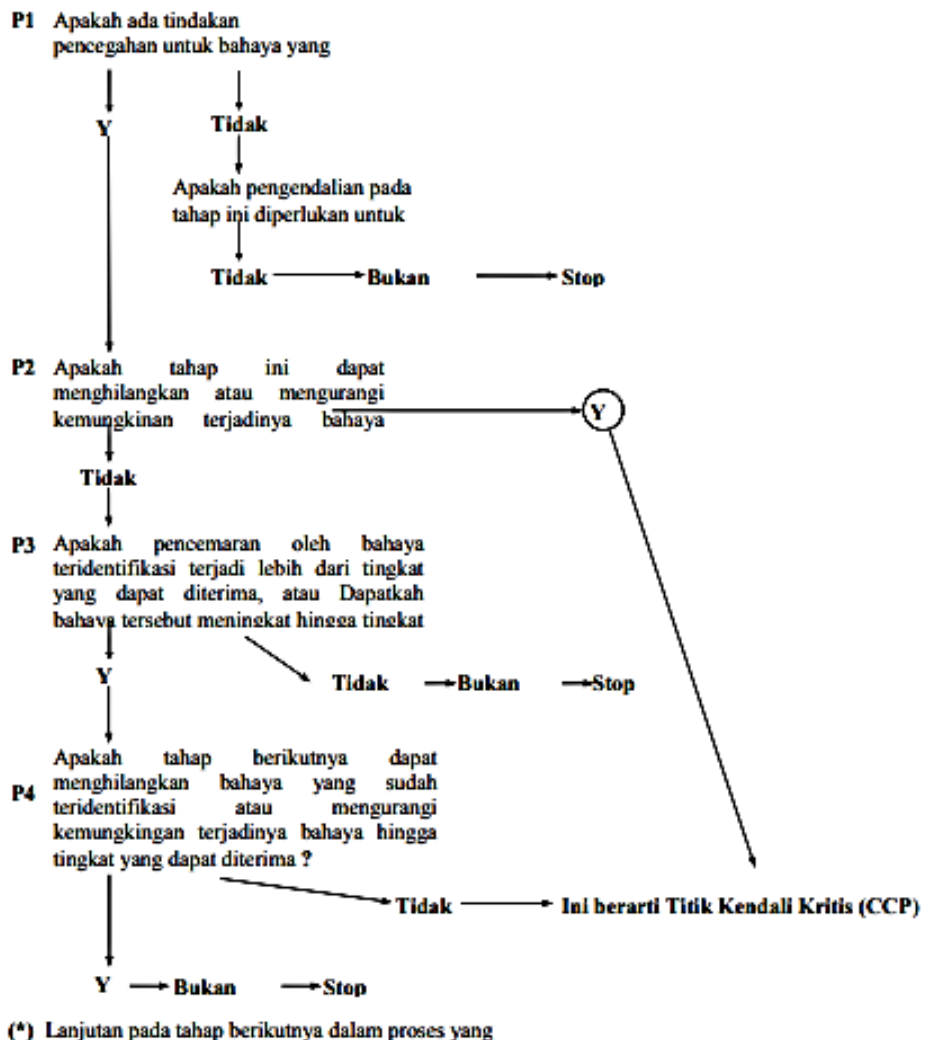 P1 Apakah ada tindakan
pencegahan untuk bahaya yang
Y Tidak
Apakah pengendalian pada
tahap ini diperlukan untuk
Tidak Bukan Stop
P2 Apakah tahap ini dapat
menghilangkan atau mengurangi
kemungkinan terjadinya bahaya
Y
Tidak
P3 Apakah pencemaran oleh bahaya
teridentifikasi terjadi lebih dari tingkat
yang dapat diterima, atau Dapatkah
bahaya tersebut meningkat hingga tingkat
Y
Tidak Bukan Stop
Apakah tahap berikutnya dapat
P4 menghilangkan bahaya yang sudah
teridentifikasi atau mengurangi
kemungkingan terjadinya bahaya hingga
tingkat yang dapat diterima ?
Tidak Ini berarti Titik Kendali Kritis (CCP)
Y Bukan Stop
(*) Lanjutan pada tahap berikutnya dalam proses yang